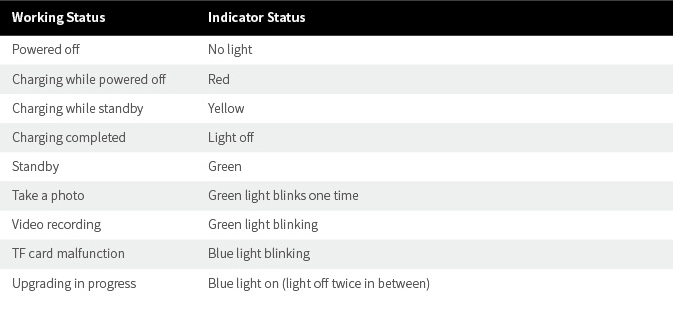 Working Status Indicator Status
Powered off No light
Charging while powered off Red
Charging while standby Yellow
Charging completed Light off
Standby Green
Take a photo Green light blinks one time
Video recording Green light blinking
TF card malfunction Blue light blinking
Upgrading in progress Blue light on (light off twice in between)